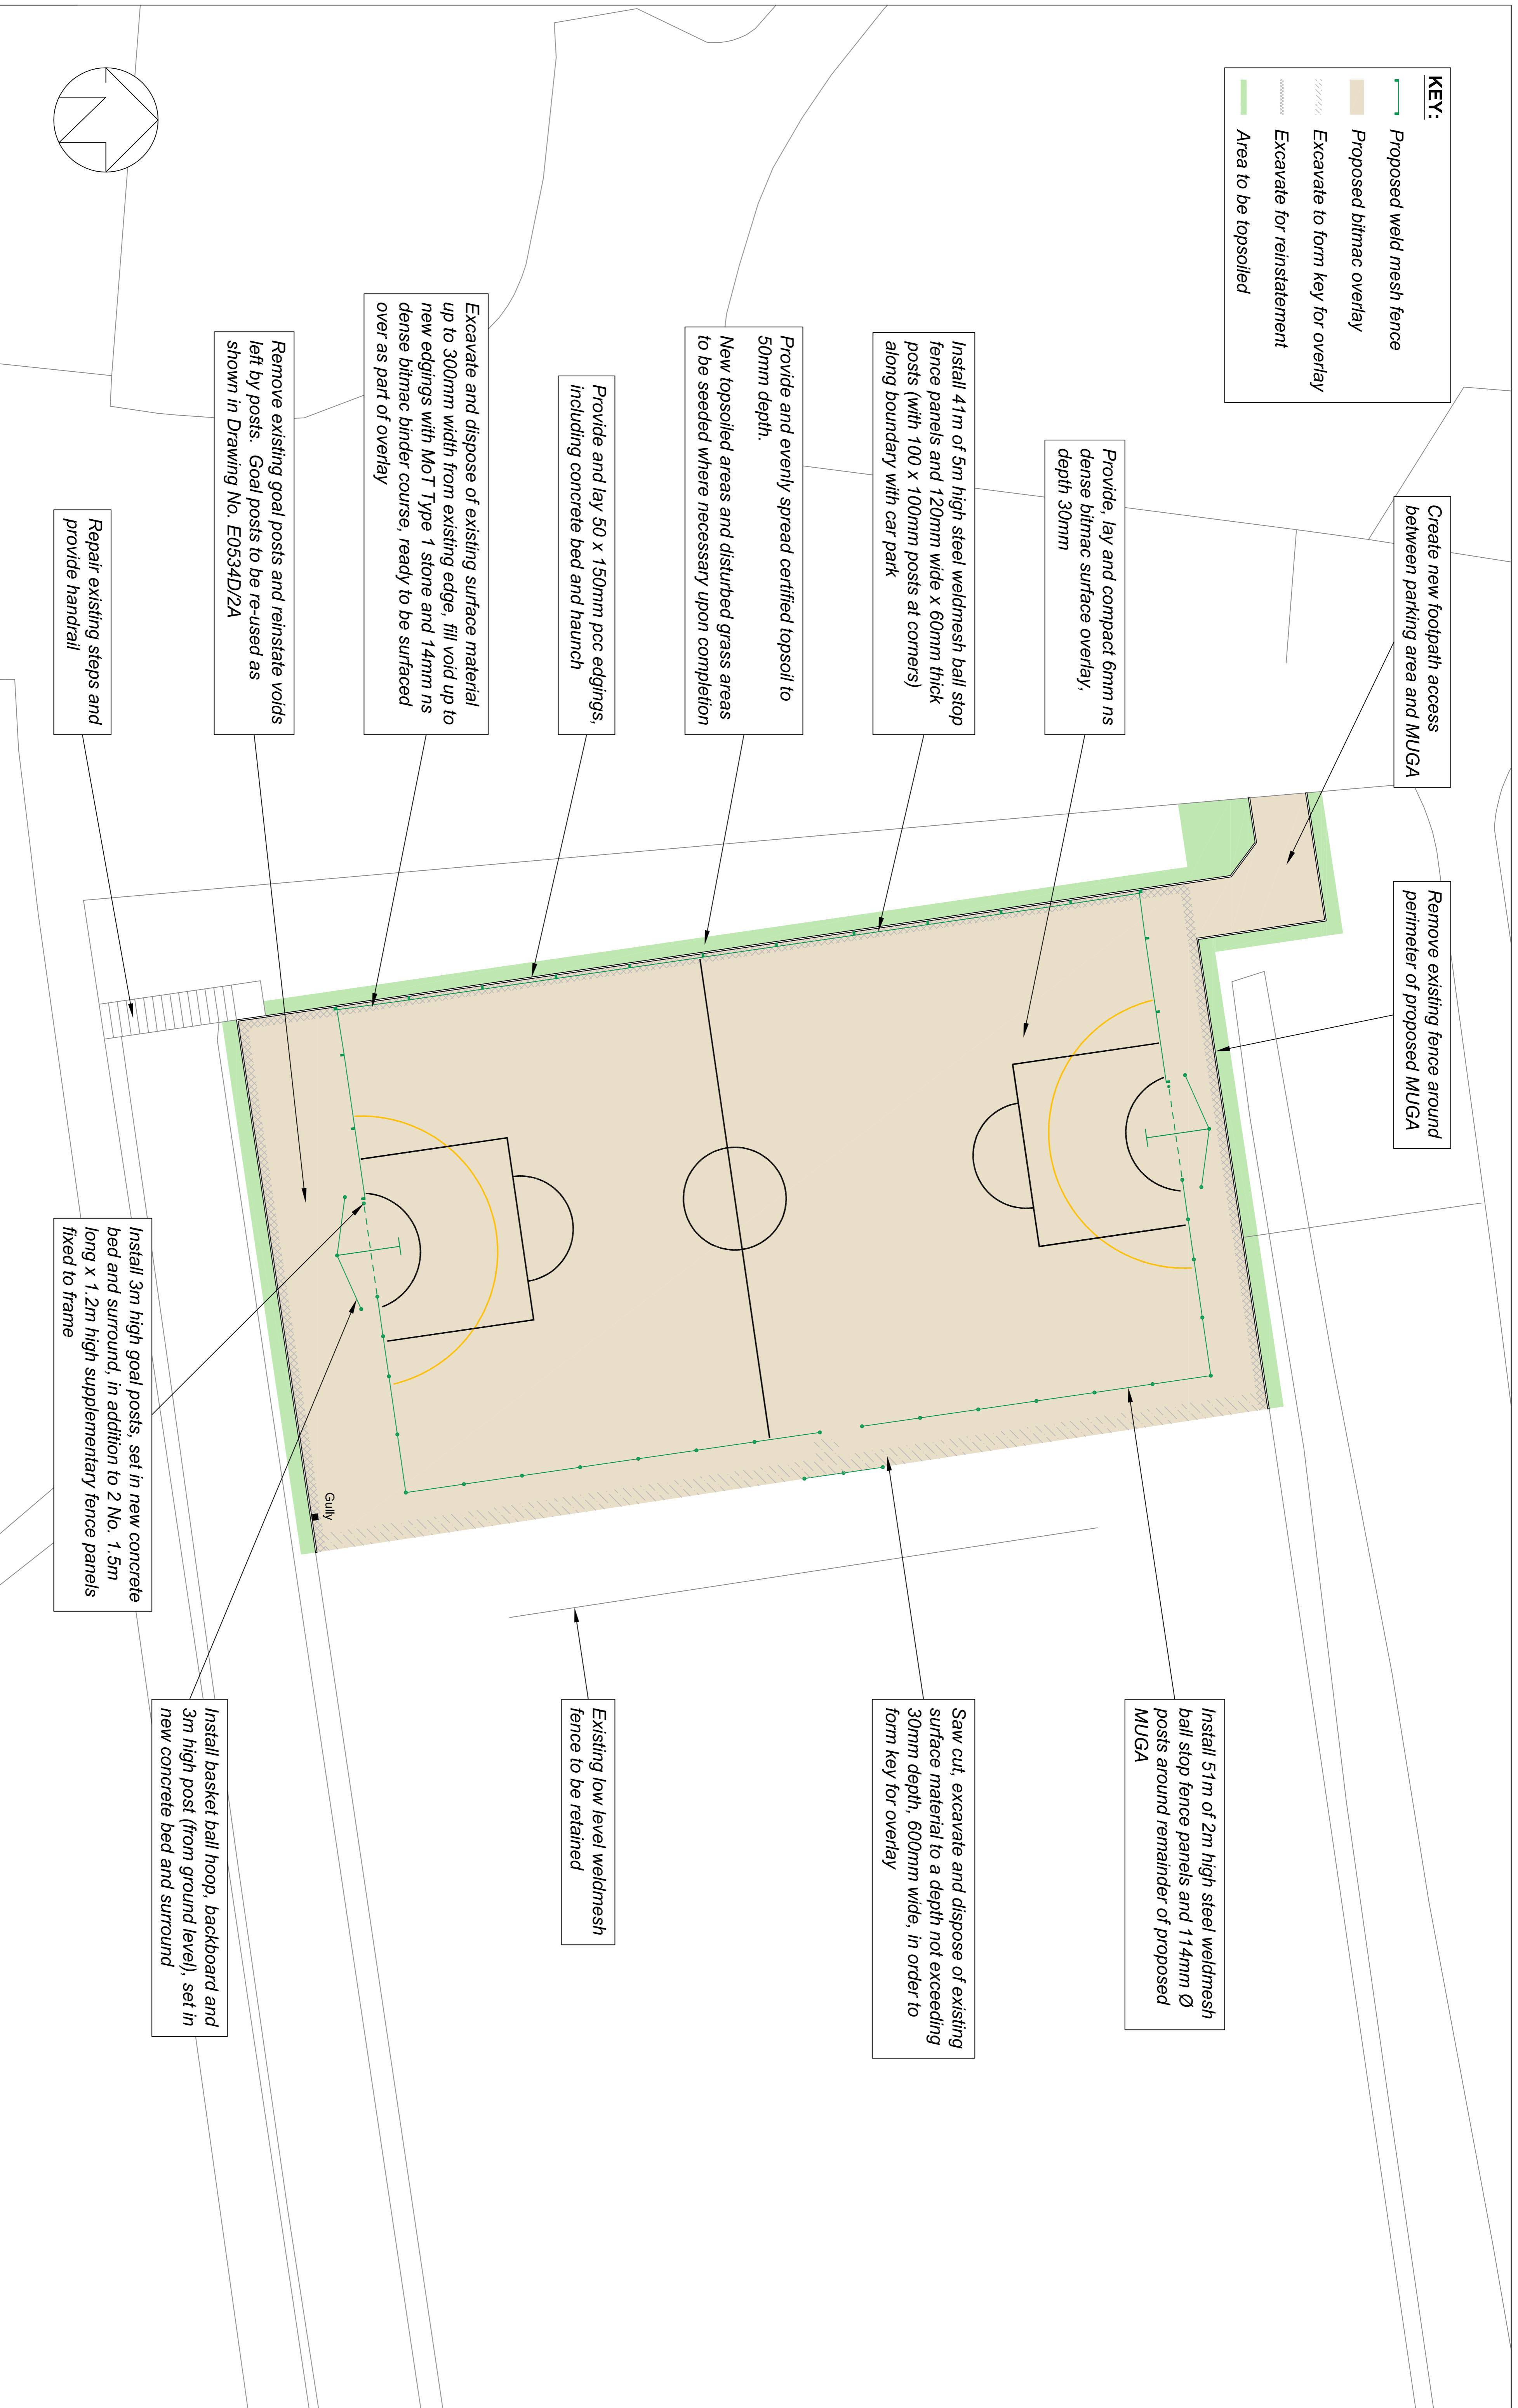 KEY:
Proposed weld mesh fence
Proposed bitmac overlay
Excavate to form key for overlay
Excavate for reinstatement
Area to be topsoiled
Create new footpath access
between parking area and MUGA
Remove existing fence around
perimeter of proposed MUGA
Provide, lay and compact 6mm ns
dense bitmac surface overlay,
depth 30mm
Install 41m of 5m high steel weldmesh ball stop
fence panels and 120mm wide x 60mm thick
posts (with 100 x 100mm posts at corners)
along boundary with car park
Provide and evenly spread certified topsoil to
50mm depth.
New topsoiled areas and disturbed grass areas
to be seeded where necessary upon completion
Provide and lay 50 x 150mm pcc edgings,
including concrete bed and haunch
Excavate and dispose of existing surface material
up to 300mm width from existing edge, fill void up to
new edgings with MoT Type 1 stone and 14mm ns
dense bitmac binder course, ready to be surfaced
over as part of overlay
Remove existing goal posts and reinstate voids
left by posts. Goal posts to be re-used as
shown in Drawing No. E0534D/2A
Repair existing steps and
provide handrail
Install 51m of 2m high steel weldmesh
ball stop fence panels and 114mm Ø
posts around remainder of proposed
MUGA
Saw cut, excavate and dispose of existing
surface material to a depth not exceeding
30mm depth, 600mm wide, in order to
form key for overlay
Existing low level weldmesh
fence to be retained
Gully
Install 3m high goal posts, set in new concrete
bed and surround, in addition to 2 No. 1.5m
long x 1.2m high supplementary fence panels
fixed to frame
Install basket ball hoop, backboard and
3m high post (from ground level), set in
new concrete bed and surround